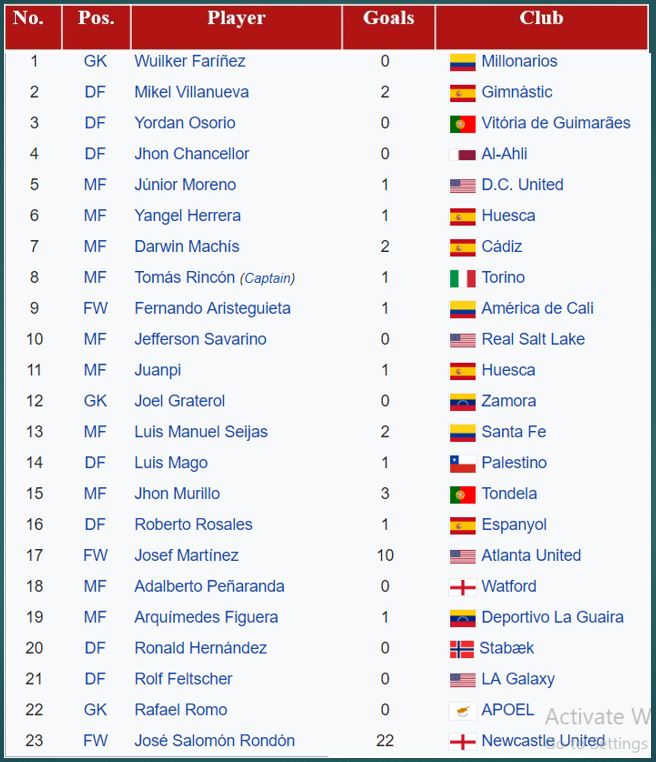 No. Pos. Player Goals Club
1 GK Wuilker Faríñez 0 Millonarios
2 DF Mikel Villanueva 2 Gimnàstic
3 DF Yordan Osorio 0 Vitória de Guimarães
4 DF Jhon Chancellor 0 Al-Ahli
5 MF Júnior Moreno 1 D.C. United
6 MF Yangel Herrera 1 Huesca
7 MF Darwin Machís 2 Cádiz
8 MF Tomás Rincón (Captain) 1 Torino
9 FW Fernando Aristeguieta 1 América de Cali
10 MF Jefferson Savarino 0 Real Salt Lake
11 MF Juanpi 1 Huesca
12 GK Joel Graterol 0 Zamora
13 MF Luis Manuel Seijas 2 Santa Fe
14 DF Luis Mago 1 Palestino
15 MF Jhon Murillo 3 Tondela
16 DF Roberto Rosales 1 Espanyol
17 FW Josef Martínez 10 Atlanta United
18 MF Adalberto Peñaranda 0 Watford
19 MF Arquímedes Figuera 1 Deportivo La Guaira
20 DF Ronald Hernández 0 Stabæk
21 DF Rolf Feltscher 0 LA Galaxy
22 GK Rafael Romo 0 APOEL
Activate W
23 FW José Salomón Rondón 22 Newcastle United
Go to Settings